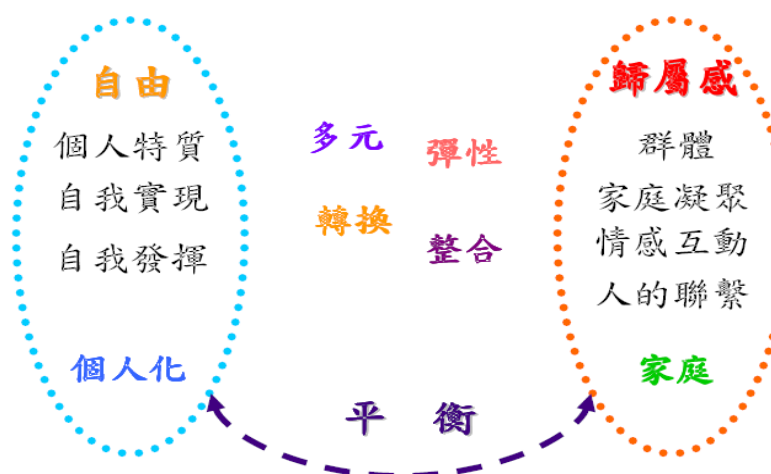 自由
個人特質
自我實現
自我發揮
個人化
多元
彈性
轉換
整合
平 衡
歸屬感
群體
家庭凝聚
情感互動
人的聯繫
家庭